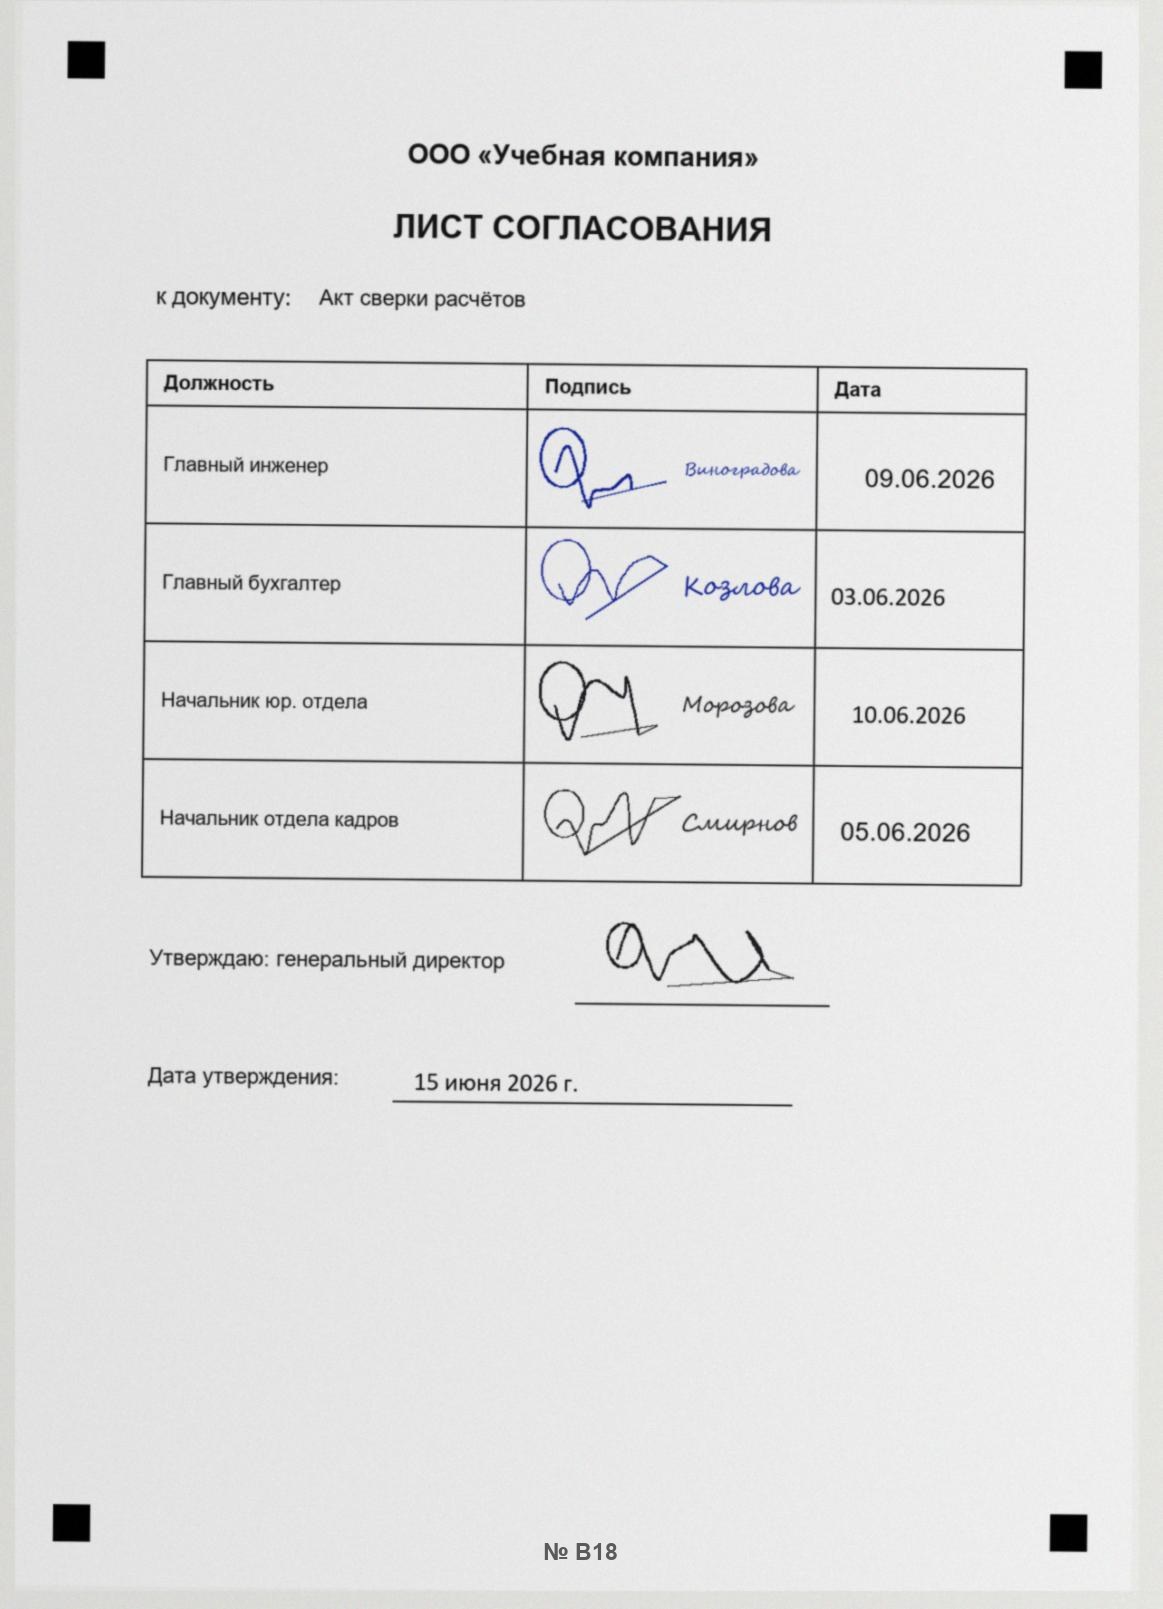 ООО «Учебная компания»
ЛИСТ СОГЛАСОВАНИЯ
к документу: Акт сверки расчётов
Должность Подпись Дата
Главный инженер Виноградова 09.06.2026
Главный бухгалтер Козлова 03.06.2026
Начальник юр. отдела Морозова 10.06.2026
Начальник отдела кадров Смирнов 05.06.2026
Утверждаю: генеральный директор
Дата утверждения: 15 июня 2026 г.
№ B18